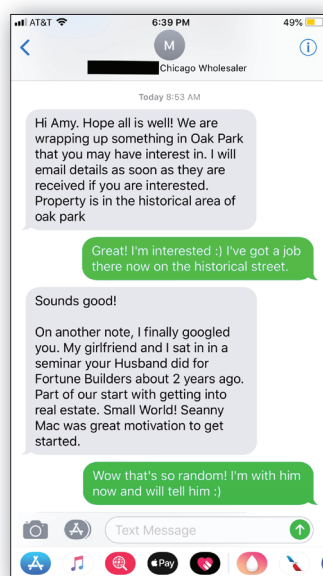 AT&T
6:39 PM
49%
M
Chicago Wholesaler
Today 8:53 AM
Hi Amy. Hope all is well! We are
wrapping up something in Oak Park
that you may have interest in. I will
email details as soon as they are
received if you are interested.
Property is in the historical area of
oak park
Great! I'm interested :) I've got a job
there now on the historical street.
Sounds good!
On another note, I finally googled
you. My girlfriend and I sat in in a
seminar your Husband did for
Fortune Builders about 2 years ago.
Part of our start with getting into
real estate. Small World! Seanny
Mac was great motivation to get
started.
Wow that's so random! I'm with him
now and will tell him :)
Text Message
Pay